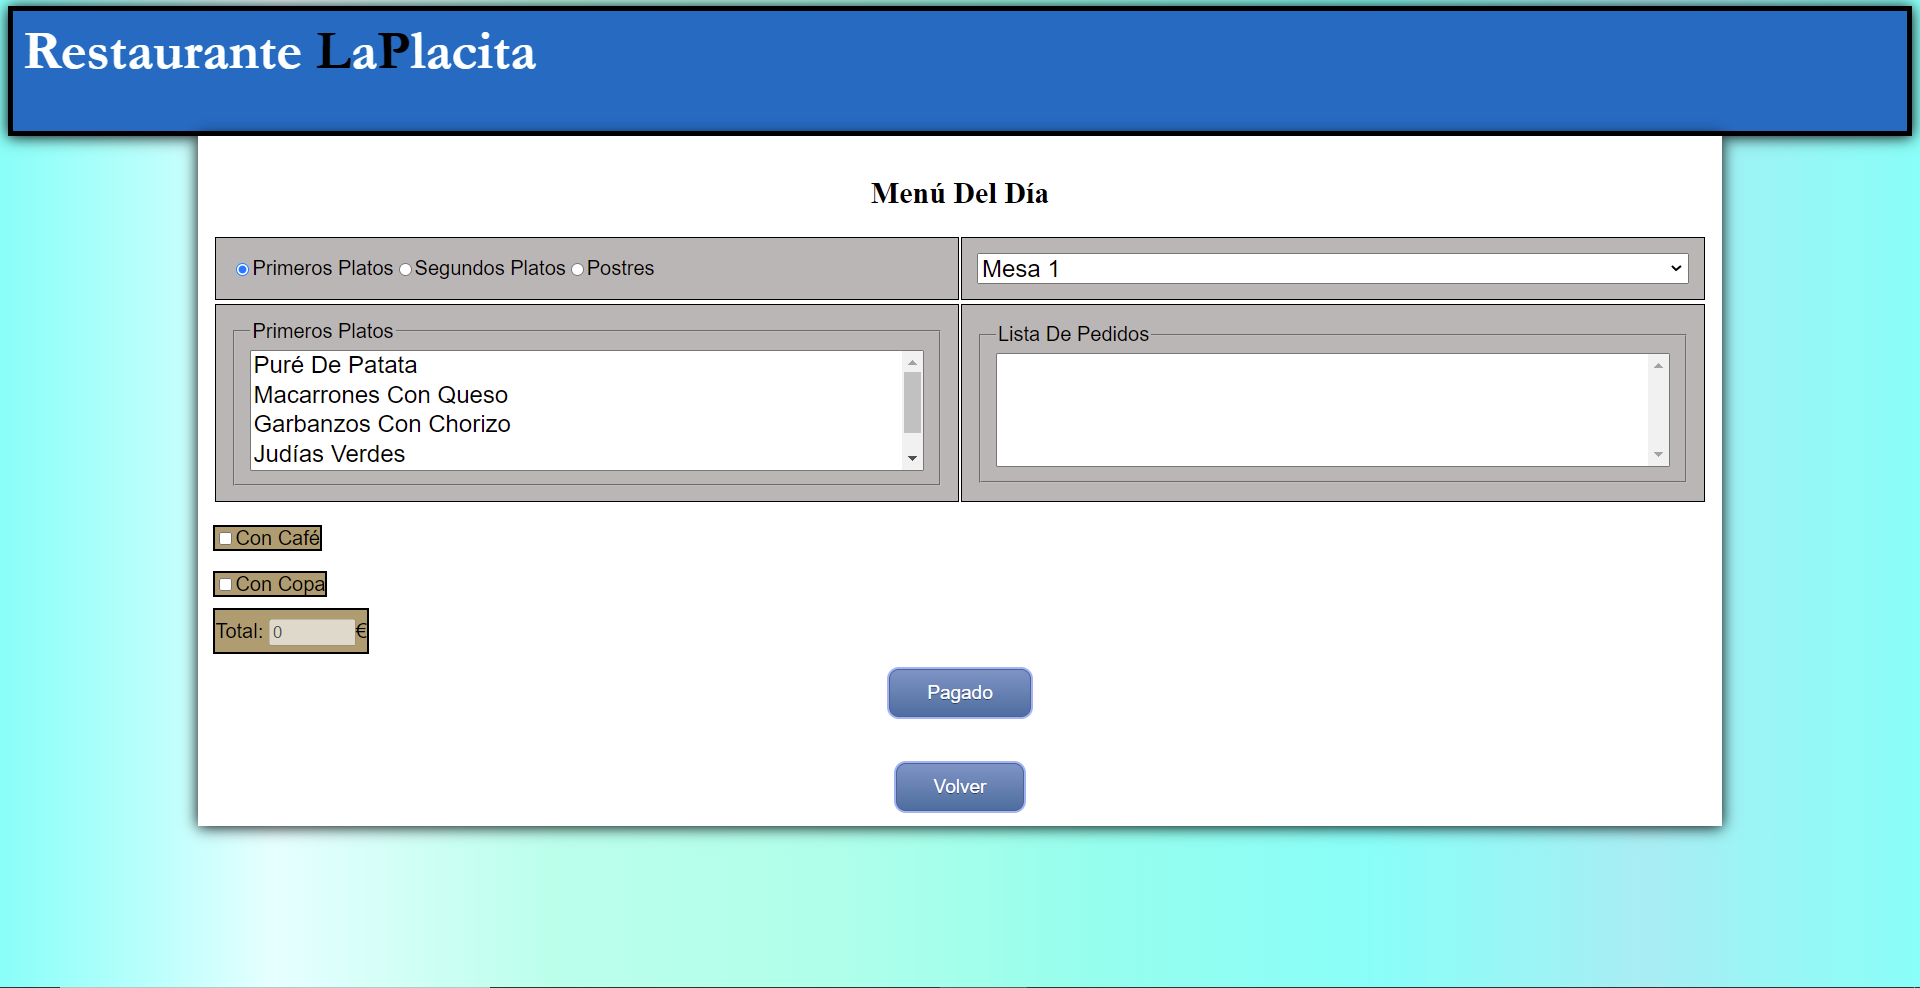 Restaurante LaPlacita
Menú Del Día
Primeros Platos Segundos Platos Postres
Mesa 1
Primeros Platos
Puré De Patata
Macarrones Con Queso
Garbanzos Con Chorizo
Judías Verdes
Lista De Pedidos
Con Café
Con Copa
Total: 0 €
Pagado
Volver